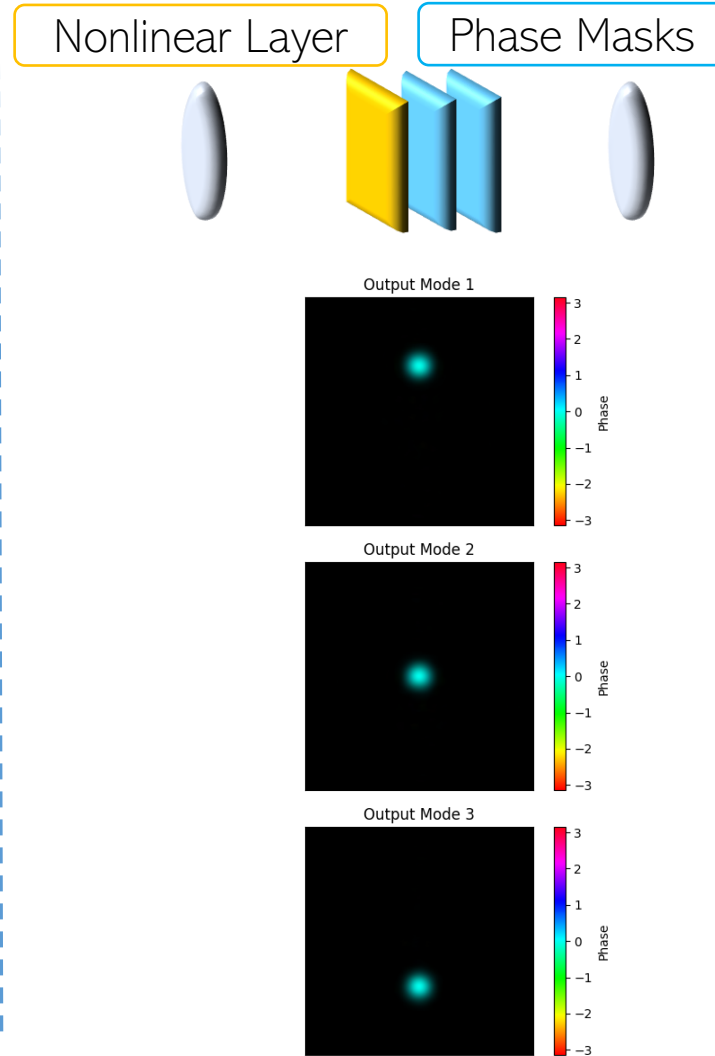 Nonlinear Layer
Phase Masks
Output Mode 1
3
2
1
0
−1
−2
−3
Phase
Output Mode 2
3
2
1
0
−1
−2
−3
Phase
Output Mode 3
3
2
1
0
−1
−2
−3
Phase